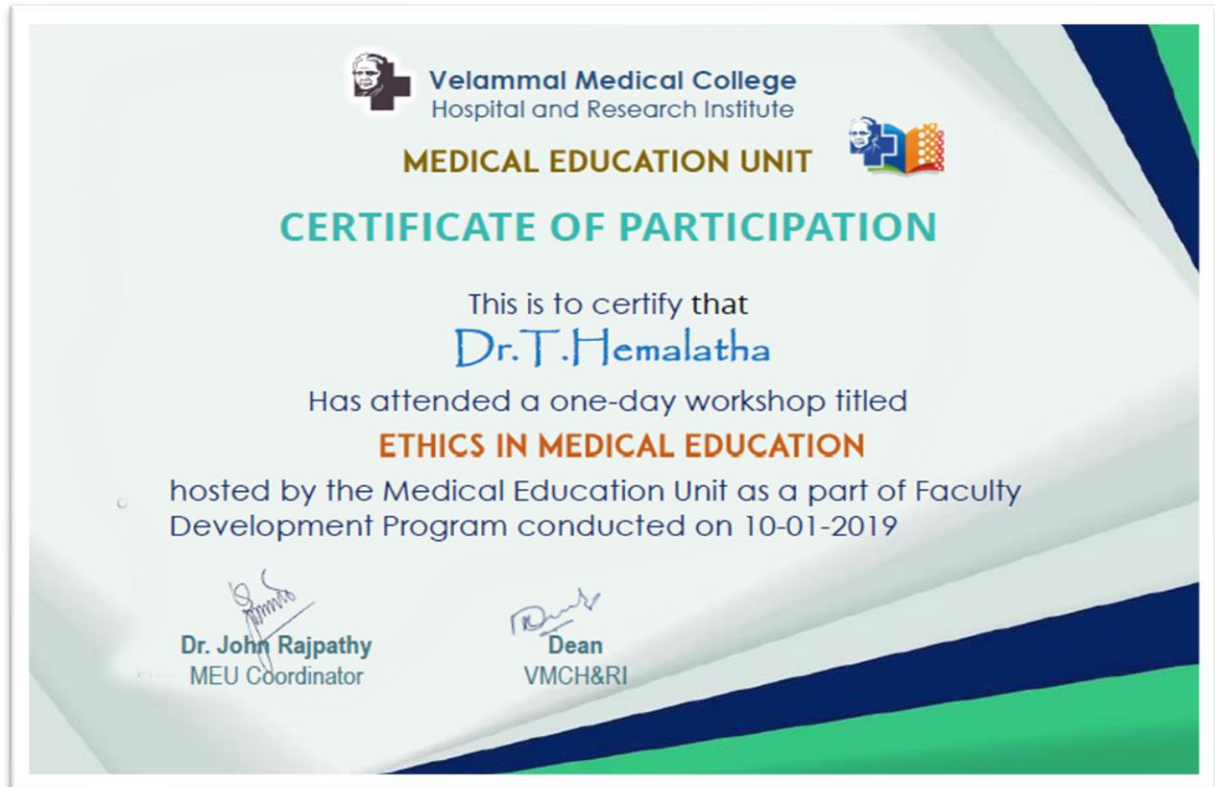 Velammal Medical College
Hospital and Research Institute
MEDICAL EDUCATION UNIT
CERTIFICATE OF PARTICIPATION
This is to certify that
Dr.T.Hemalatha
Has attended a one-day workshop titled
ETHICS IN MEDICAL EDUCATION
hosted by the Medical Education Unit as a part of Faculty
Development Program conducted on 10-01-2019
Dr. John Rajpathy
MEU Coordinator
Dean
VMCH&RI